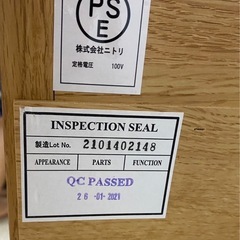 PS
E
株式会社ニトリ
定格電圧 100V
INSPECTION SEAL
製造Lot No. 2101402148
APPEARANCE PARTS FUNCTION
QC PASSED
26 -01- 2021